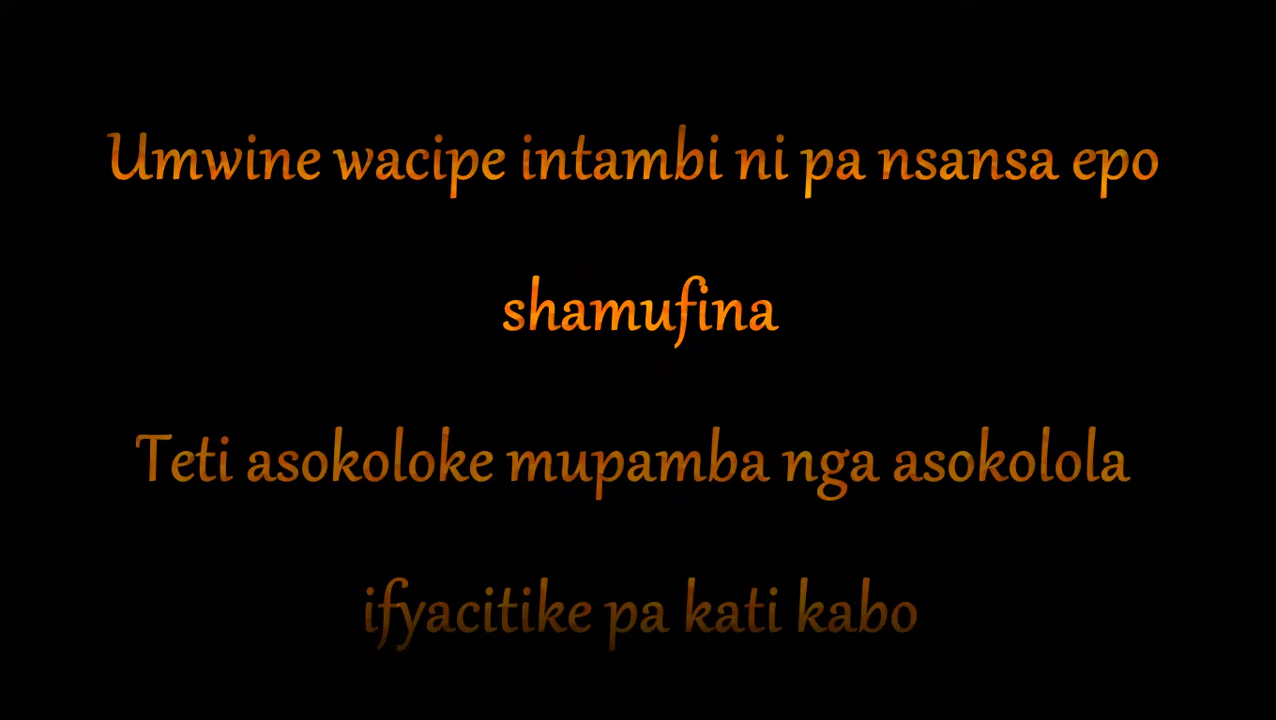 Umwine wacipe intambi ni pa nsansa epo
shamufina
Teti asokoloke mupamba nga asokolola
ifyacitike pa kati kabo